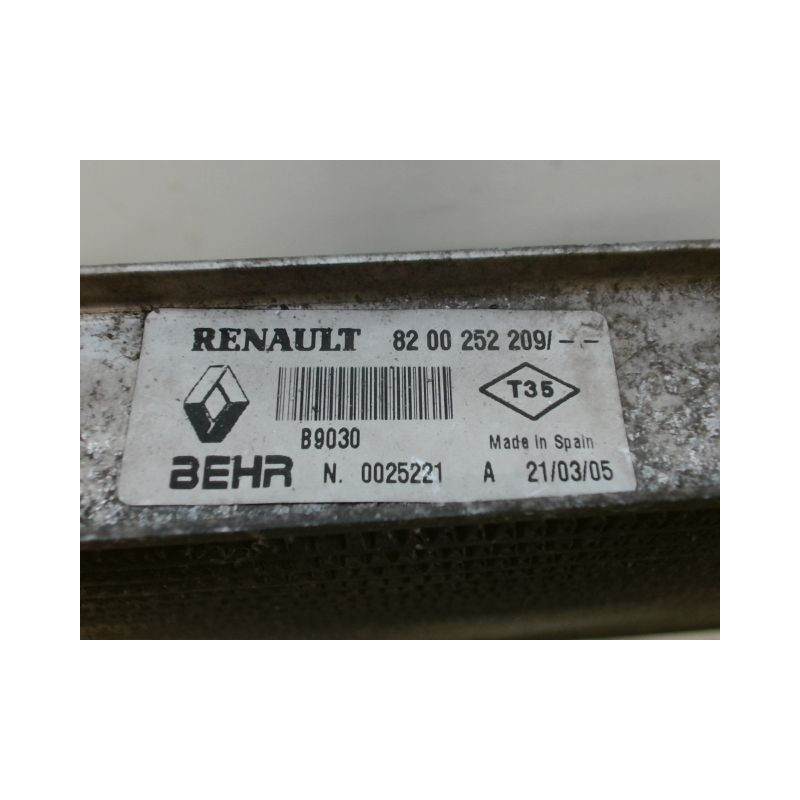 RENAULT 82 00 252 209/--
T35
B9030 Made in Spain
BEHR N. 0025221 A 21/03/05